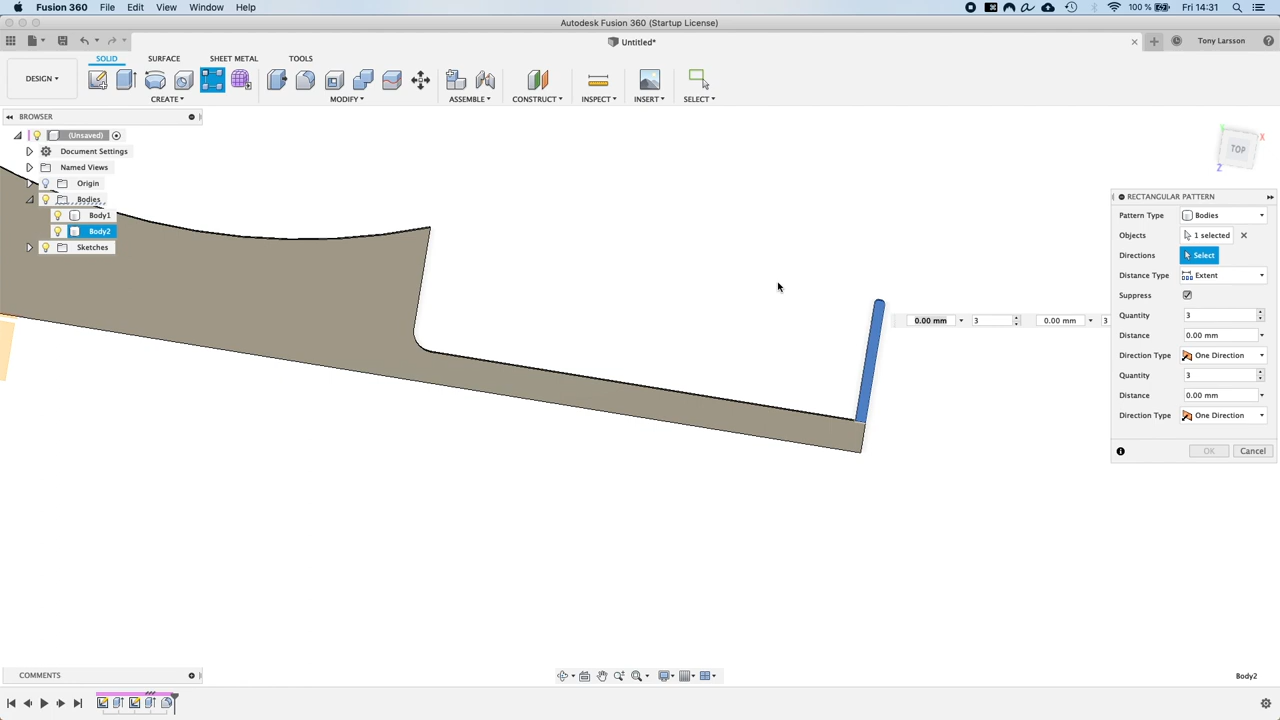 Fusion 360 File Edit View Window Help 100 % Fri 14:31
Autodesk Fusion 360 (Startup License)
Untitled* Tony Larsson
SOLID SURFACE SHEET METAL TOOLS
DESIGN
CREATE MODIFY ASSEMBLE CONSTRUCT INSPECT INSERT SELECT
BROWSER
(Unsaved)
Document Settings
Named Views
Origin
Bodies
Body1
Body2
Sketches
TOP
X
Z
RECTANGULAR PATTERN
Pattern Type Bodies
Objects 1 selected
Directions Select
Distance Type Extent
Suppress
Quantity 3
Distance 0.00 mm
Direction Type One Direction
Quantity 3
Distance 0.00 mm
Direction Type One Direction
OK Cancel
0.00 mm 3 0.00 mm 3
COMMENTS
Body2